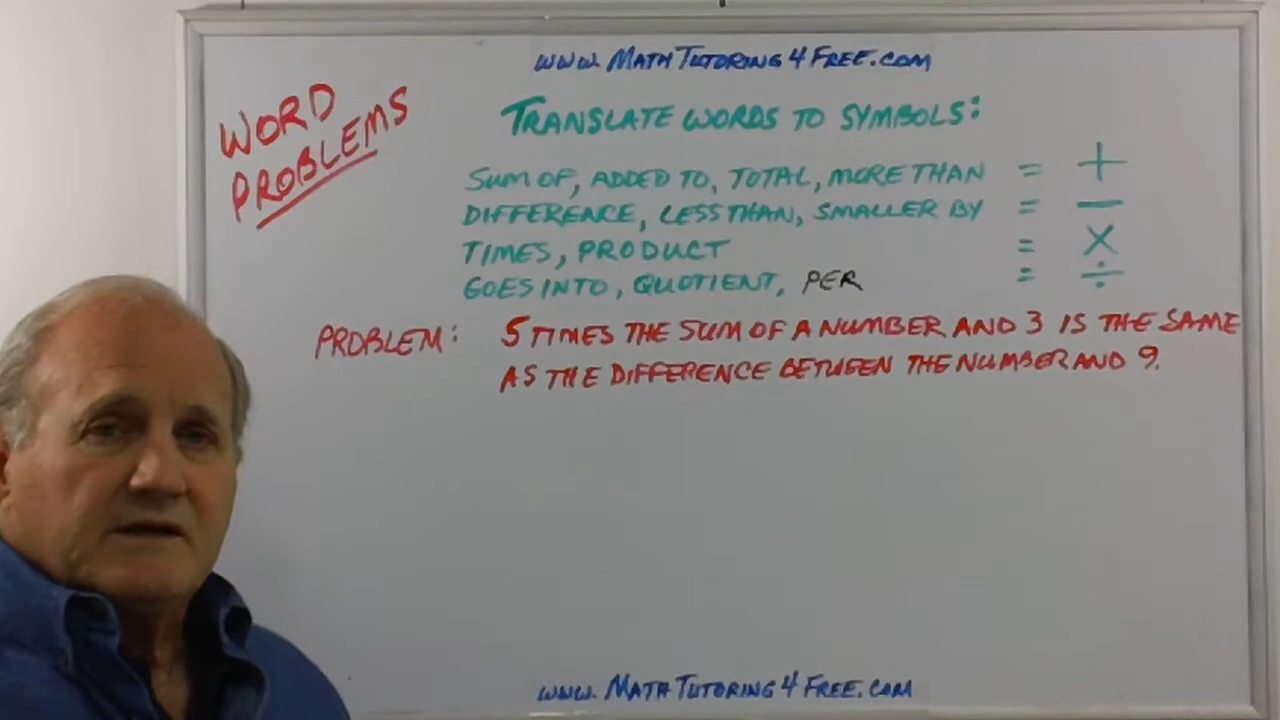 www.MATHTUTORING4FREE.COM
WORD
PROBLEMS
TRANSLATE WORDS TO SYMBOLS:
SUM OF, ADDED TO, TOTAL, MORE THAN = +
DIFFERENCE, LESS THAN, SMALLER BY = −
TIMES, PRODUCT = X
GOES INTO, QUOTIENT, PER = ÷
PROBLEM: 5 TIMES THE SUM OF A NUMBER AND 3 IS THE SAME
AS THE DIFFERENCE BETWEEN THE NUMBER AND 9.
www.MATHTUTORING4FREE.COM